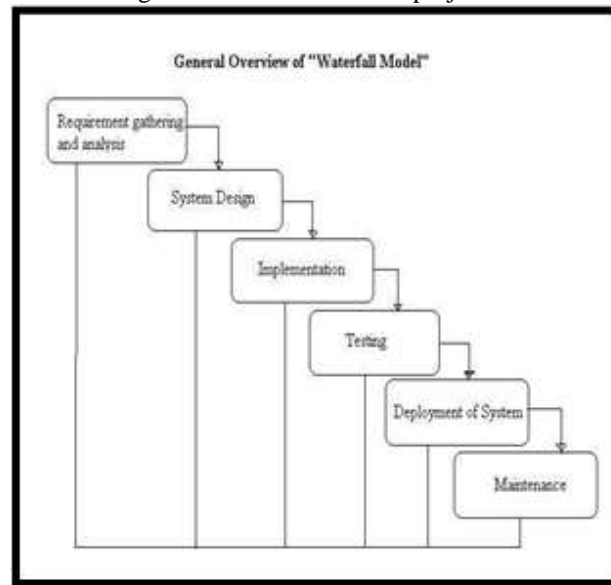 General Overview of "Waterfall Model"
Requirement gathering
and analysis
System Design
Implementation
Testing
Deployment of System
Maintenance